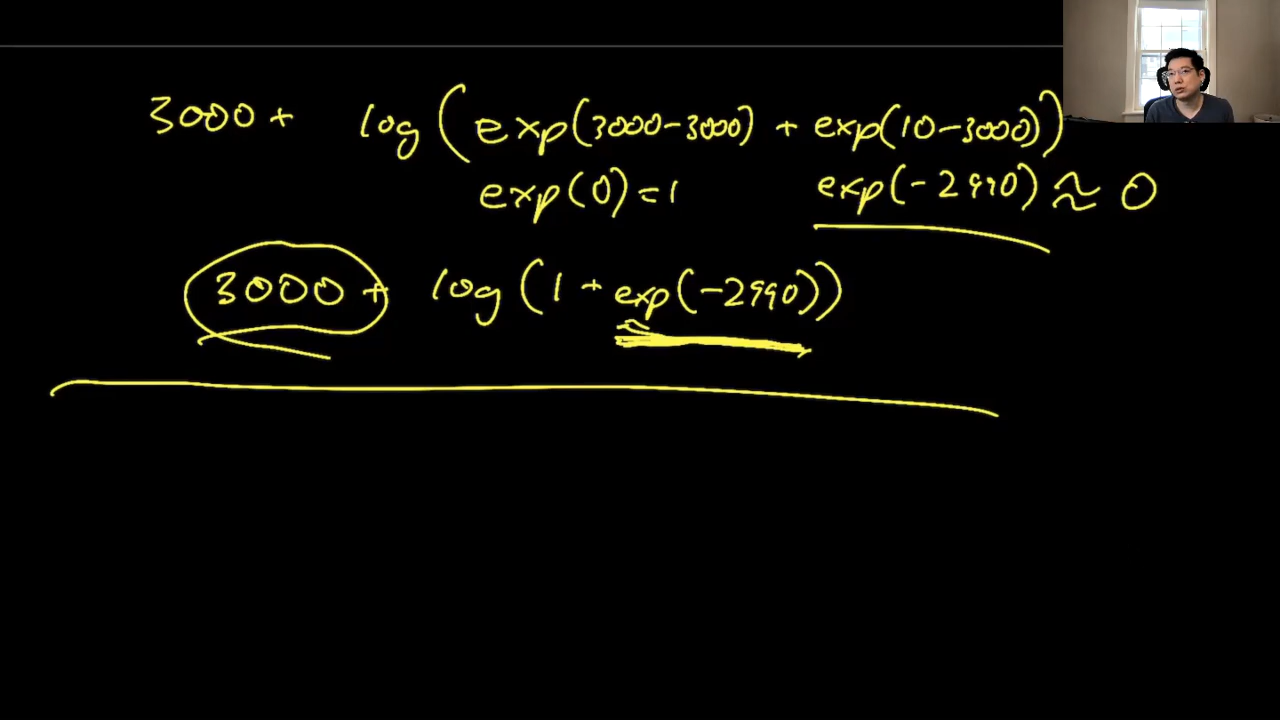 3000 + log(exp(3000-3000) + exp(10-3000))
exp(0) = 1 exp(-2990) ≈ 0
3000 + log(1 + exp(-2990))